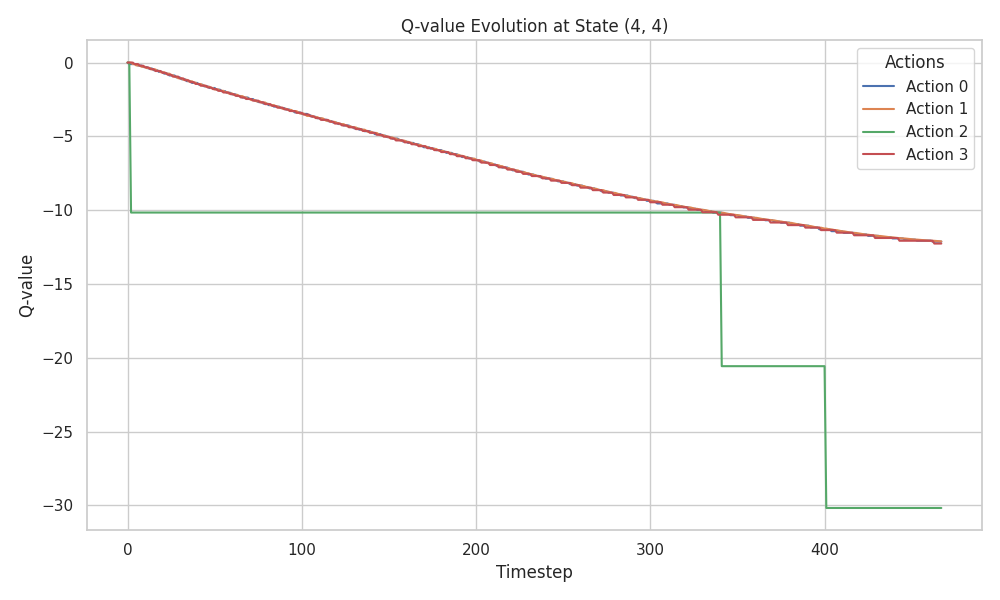 Q-value Evolution at State (4, 4)
Actions
Action 0
Action 1
Action 2
Action 3
Q-value
0
−5
−10
−15
−20
−25
−30
0 100 200 300 400
Timestep